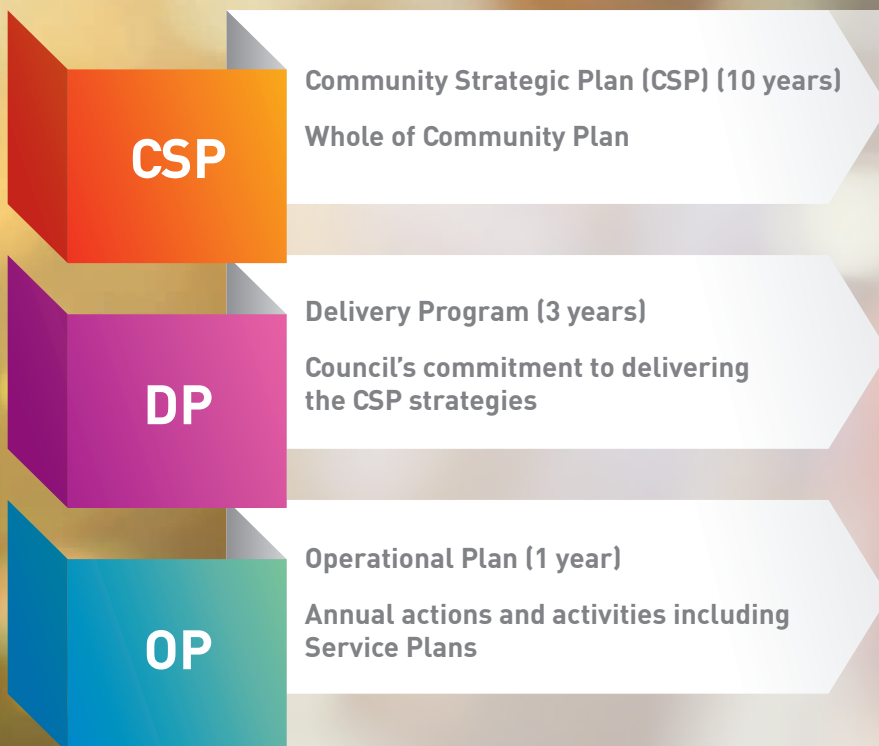 CSP
Community Strategic Plan (CSP) (10 years)
Whole of Community Plan
DP
Delivery Program (3 years)
Council’s commitment to delivering
the CSP strategies
OP
Operational Plan (1 year)
Annual actions and activities including
Service Plans